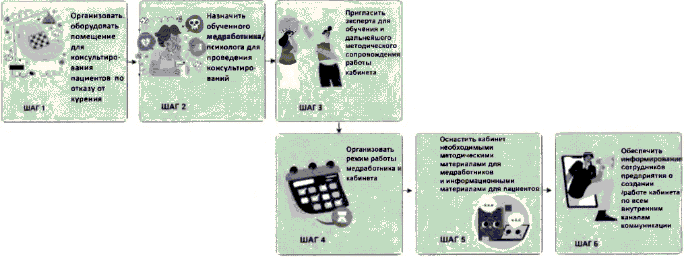 Организовать,
оборудовать
помещение
для
консультиро-
вания
пациентов по
отказу от
курения
ШАГ 1
Назначить
обученного
медработника/
психолога для
проведения
консультиро-
ваний
ШАГ 2
Пригласить
эксперта для
обучения и
дальнейшего
методического
сопровождения
работы
кабинета
ШАГ 3
Организовать
режим работы
медработника и
кабинета
ШАГ 4
Оснастить кабинет
необходимыми
методическими
материалами для
медработников
и информационными
материалами для пациентов
ШАГ 5
Обеспечить
информирование
сотрудников
предприятия о
создании
/работе кабинета
по всем
внутренним
каналам
коммуникации
ШАГ 6